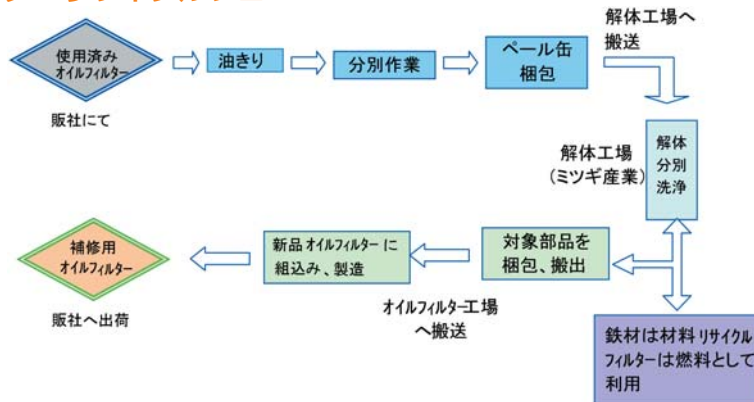 使用済み
オイルフィルター
油きり
分別作業
ペール缶
梱包
解体工場へ
搬送
販社にて
解体工場
(ミツギ産業)
解体
分別
洗浄
補修用
オイルフィルター
新品オイルフィルターに
組込み、製造
対象部品を
梱包、搬出
オイルフィルター工場
へ搬送
販社へ出荷
鉄材は材料リサイクル
フィルターは燃料として
利用